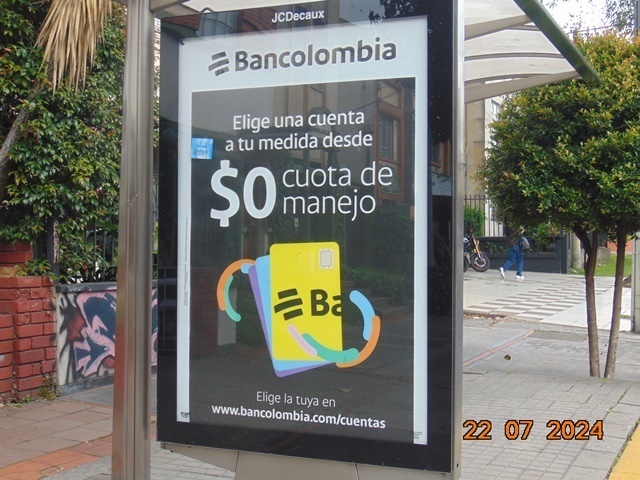 JCDecaux
Bancolombia
Elige una cuenta
a tu medida desde
$0 cuota de
manejo
Ba
Elige la tuya en
www.bancolombia.com/cuentas
22 07 2024